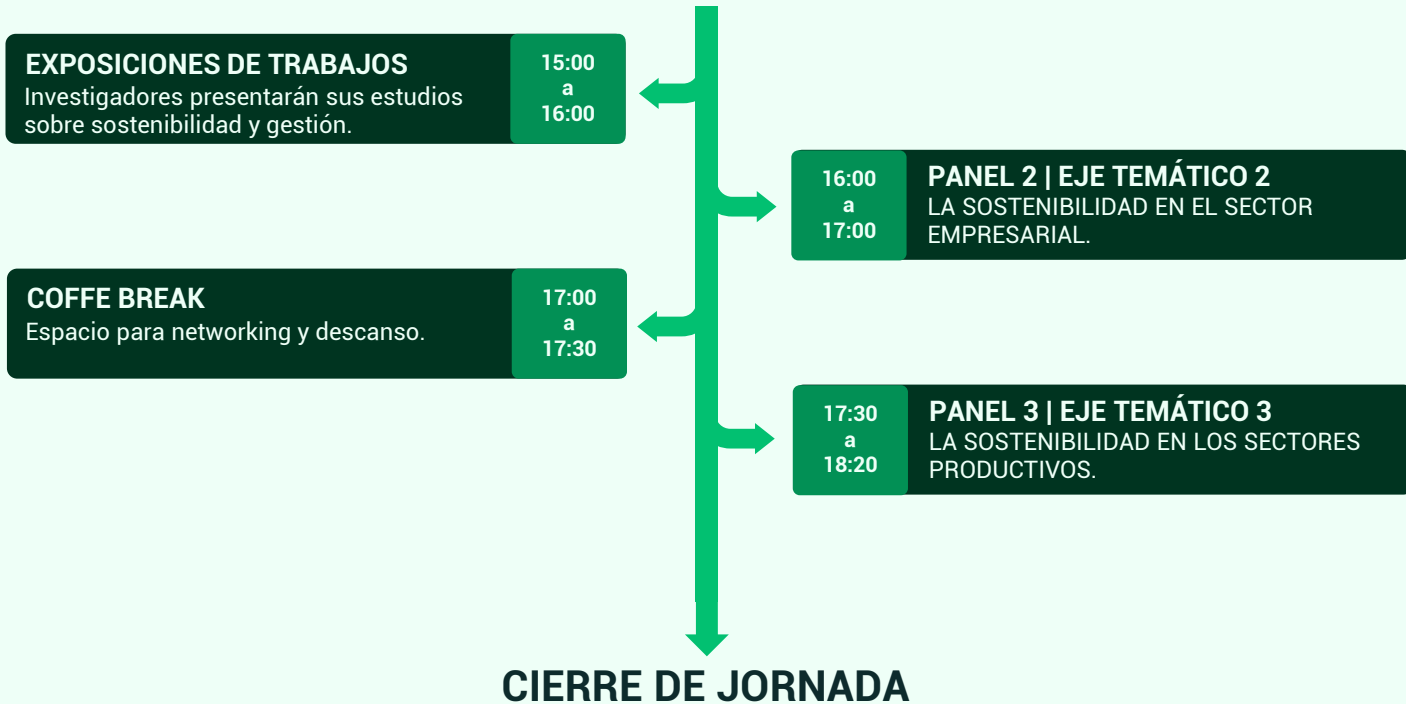 EXPOSICIONES DE TRABAJOS
Investigadores presentarán sus estudios
sobre sostenibilidad y gestión.
15:00
a
16:00
16:00
a
17:00
PANEL 2 | EJE TEMÁTICO 2
LA SOSTENIBILIDAD EN EL SECTOR
EMPRESARIAL.
COFFE BREAK
Espacio para networking y descanso.
17:00
a
17:30
17:30
a
18:20
PANEL 3 | EJE TEMÁTICO 3
LA SOSTENIBILIDAD EN LOS SECTORES
PRODUCTIVOS.
CIERRE DE JORNADA